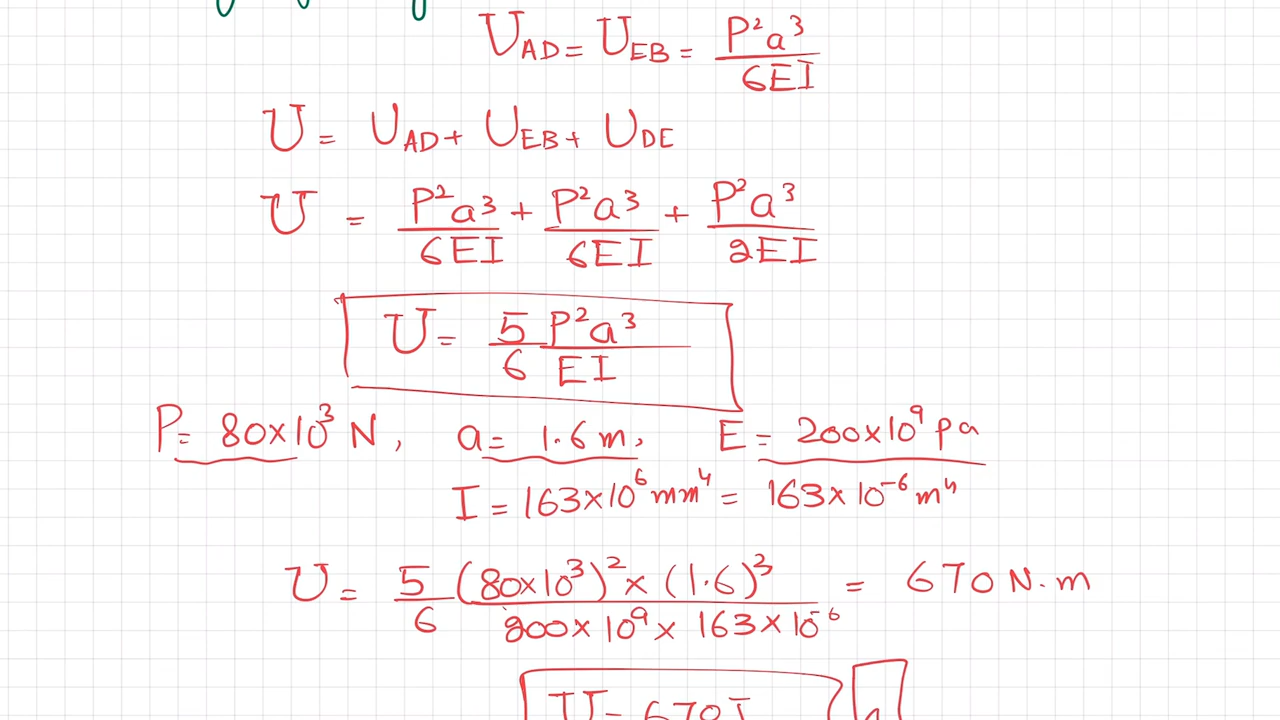 U_AD = U_EB = P²a³/6EI
U = U_AD + U_EB + U_DE
U = P²a³/6EI + P²a³/6EI + P²a³/2EI
U = 5/6 P²a³/EI
P = 80×10³ N, a = 1.6 m, E = 200×10⁹ pa
I = 163×10⁶ mm⁴ = 163×10⁻⁶ m⁴
U = 5/6 (80×10³)² × (1.6)³ / 200×10⁹ × 163×10⁻⁶ = 670 N.m
U = 670 J